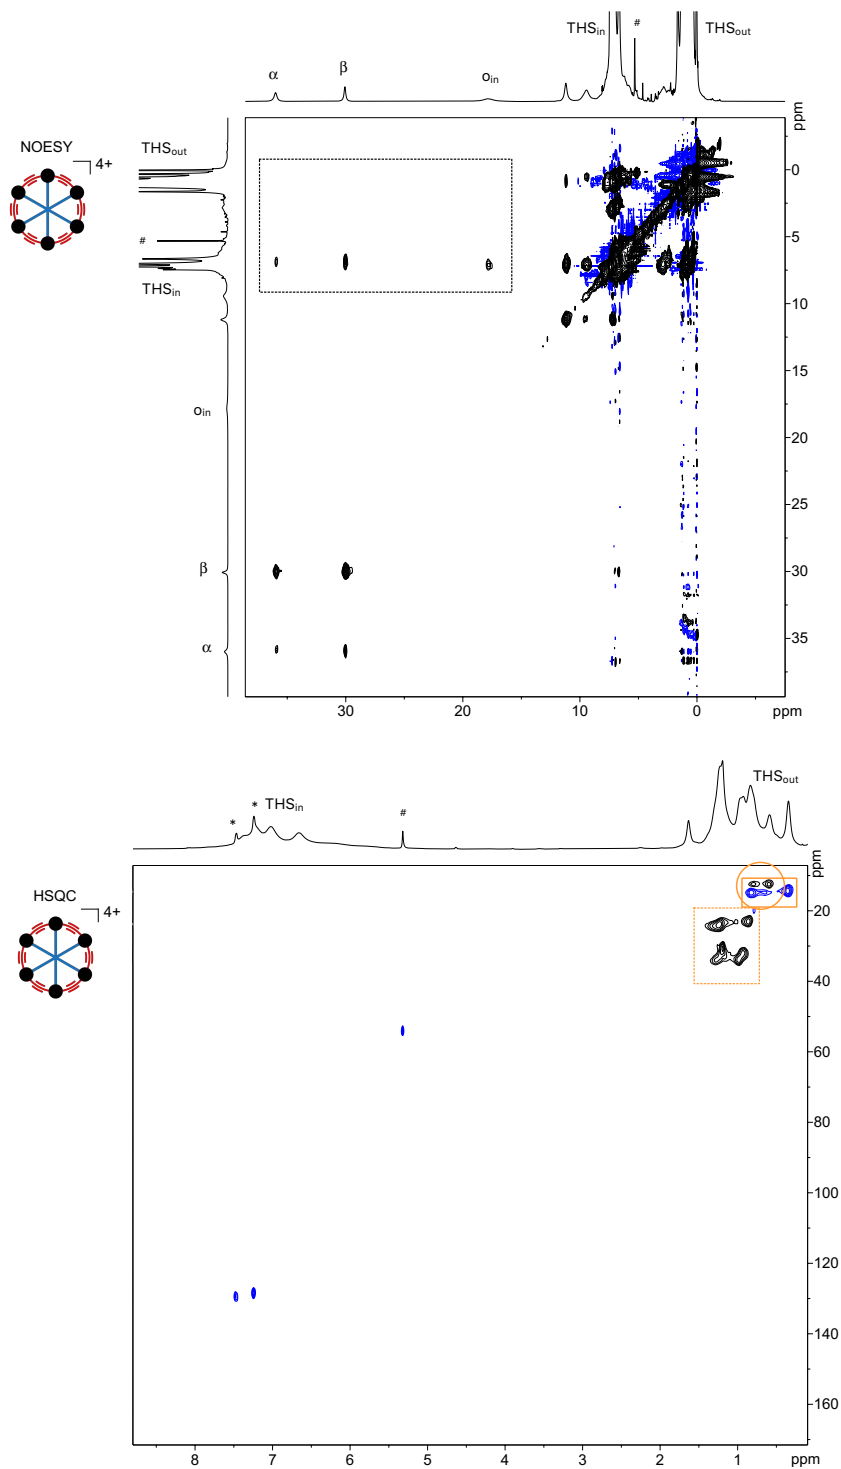 THSin # THSout
α β oin
ppm
NOESY
4+
THSout
#
THSin
oin
β
α
0
5
10
15
20
25
30
35
30 20 10 0 ppm
THSout
* * THSin #
ppm
HSQC
4+
20
40
60
80
100
120
140
160
8 7 6 5 4 3 2 1 ppm